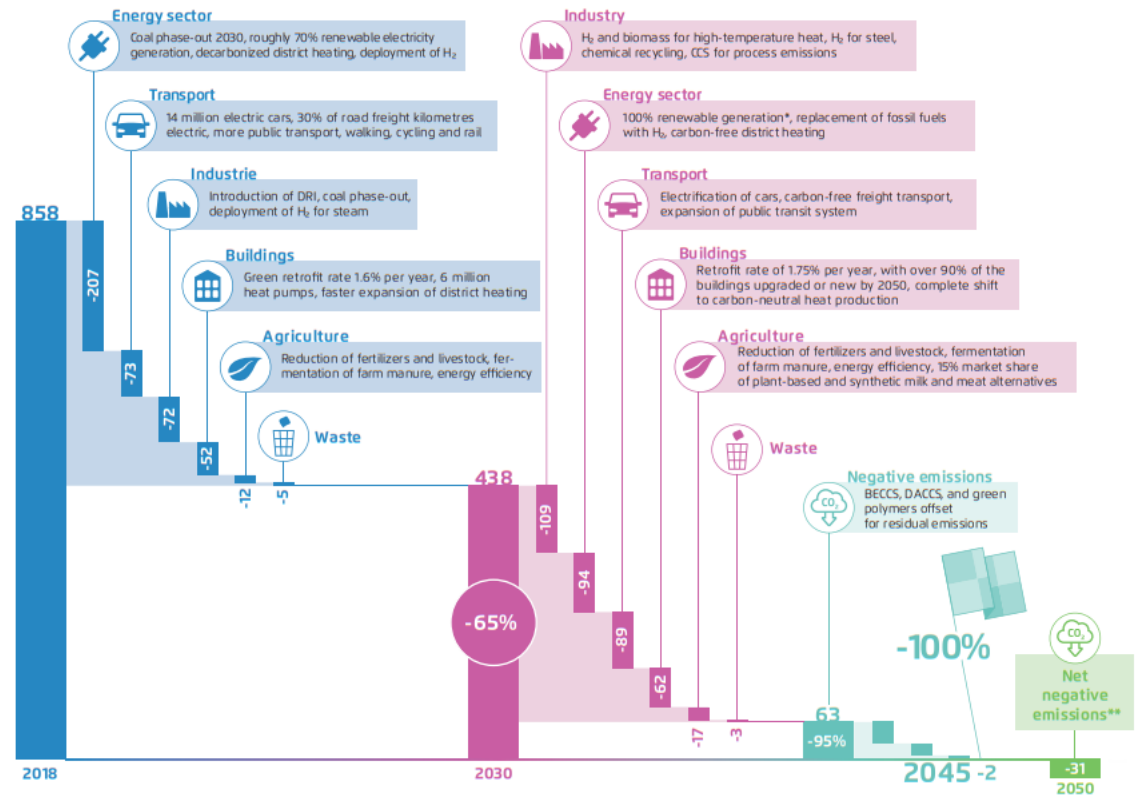 Energy sector
Coal phase-out 2030, roughly 70% renewable electricity
generation, decarbonized district heating, deployment of H₂
Transport
14 million electric cars, 30% of road freight kilometres
electric, more public transport, walking, cycling and rail
Industrie
Introduction of DRI, coal phase-out,
deployment of H₂ for steam
Buildings
Green retrofit rate 1.6% per year, 6 million
heat pumps, faster expansion of district heating
Agriculture
Reduction of fertilizers and livestock, fer-
mentation of farm manure, energy efficiency
Waste
858
-207
-73
-72
-52
-12
-5
2018
Industry
H₂ and biomass for high-temperature heat, H₂ for steel,
chemical recycling, CCS for process emissions
Energy sector
100% renewable generation*, replacement of fossil fuels
with H₂, carbon-free district heating
Transport
Electrification of cars, carbon-free freight transport,
expansion of public transit system
Buildings
Retrofit rate of 1.75% per year, with over 90% of the
buildings upgraded or new by 2050, complete shift
to carbon-neutral heat production
Agriculture
Reduction of fertilizers and livestock, fermentation
of farm manure, energy efficiency, 15% market share
of plant-based and synthetic milk and meat alternatives
Waste
438
-65%
-109
-94
-89
-62
-17
-3
2030
Negative emissions
CO₂
BECCS, DACCS, and green
polymers offset
for residual emissions
63
-95%
-100%
2045 -2
CO₂
Net
negative
emissions**
-31
2050